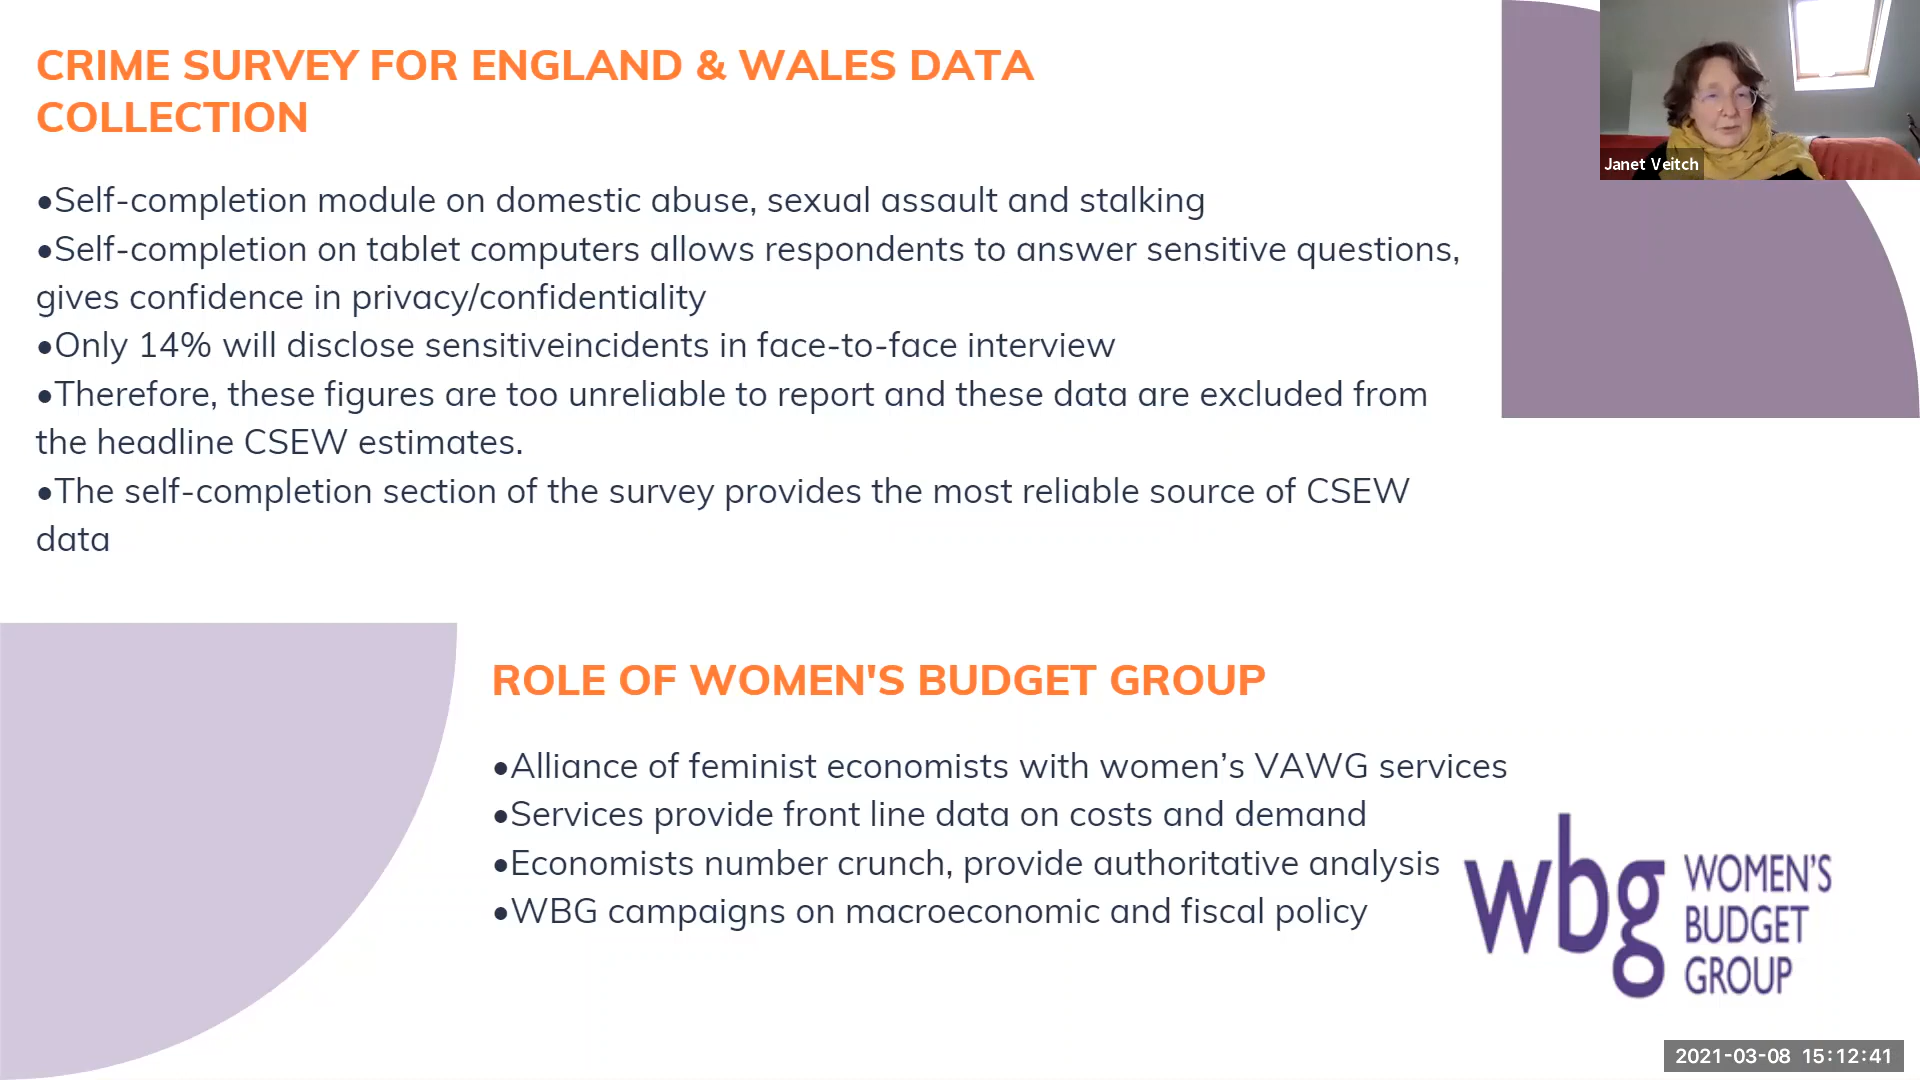 CRIME SURVEY FOR ENGLAND & WALES DATA
COLLECTION
•Self-completion module on domestic abuse, sexual assault and stalking
•Self-completion on tablet computers allows respondents to answer sensitive questions,
gives confidence in privacy/confidentiality
•Only 14% will disclose sensitiveincidents in face-to-face interview
•Therefore, these figures are too unreliable to report and these data are excluded from
the headline CSEW estimates.
•The self-completion section of the survey provides the most reliable source of CSEW
data
Janet Veitch
ROLE OF WOMEN'S BUDGET GROUP
•Alliance of feminist economists with women’s VAWG services
•Services provide front line data on costs and demand
•Economists number crunch, provide authoritative analysis
•WBG campaigns on macroeconomic and fiscal policy
wbg
WOMEN’S
BUDGET
GROUP
2021-03-08 15:12:41